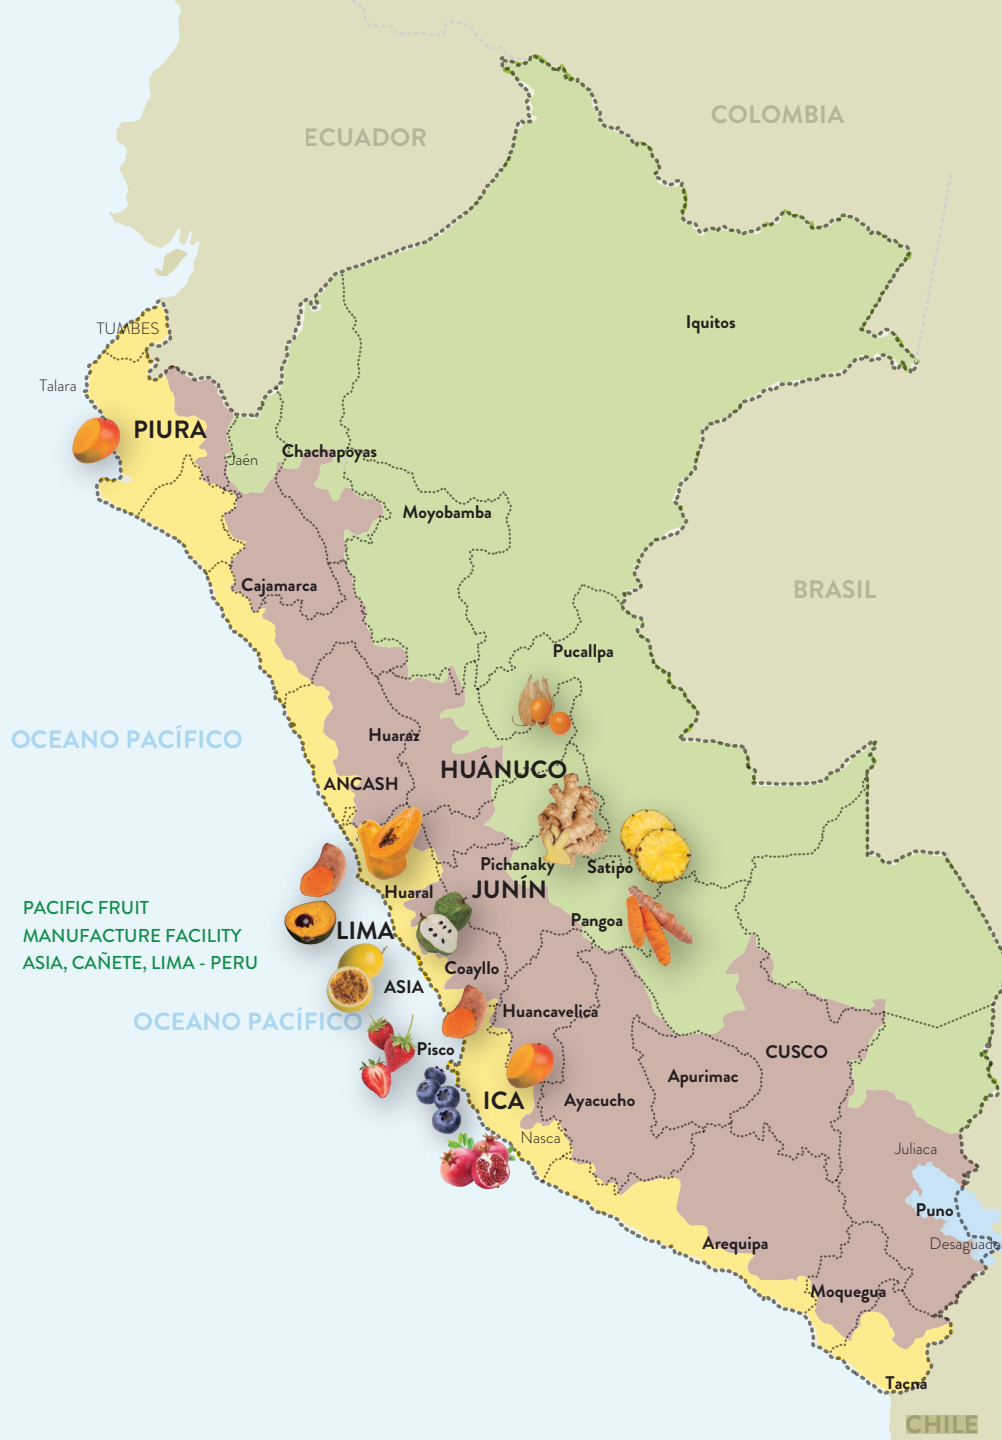 COLOMBIA
ECUADOR
Iquitos
TUMBES
Talara
PIURA
Jaén
Chachapoyas
Moyobamba
Cajamarca
BRASIL
Pucallpa
Huaraz
OCEANO PACÍFICO
HUÁNUCO
ANCASH
Pichanaky
Satipo
Huaral
JUNÍN
PACIFIC FRUIT
MANUFACTURE FACILITY
ASIA, CAÑETE, LIMA - PERU
LIMA
Pangoa
Coayllo
ASIA
Huancavelica
OCEANO PACÍFICO
Pisco
CUSCO
Apurimac
ICA
Ayacucho
Nasca
Juliaca
Puno
Arequipa
Desaguade
Moquegua
Tacna
CHILE